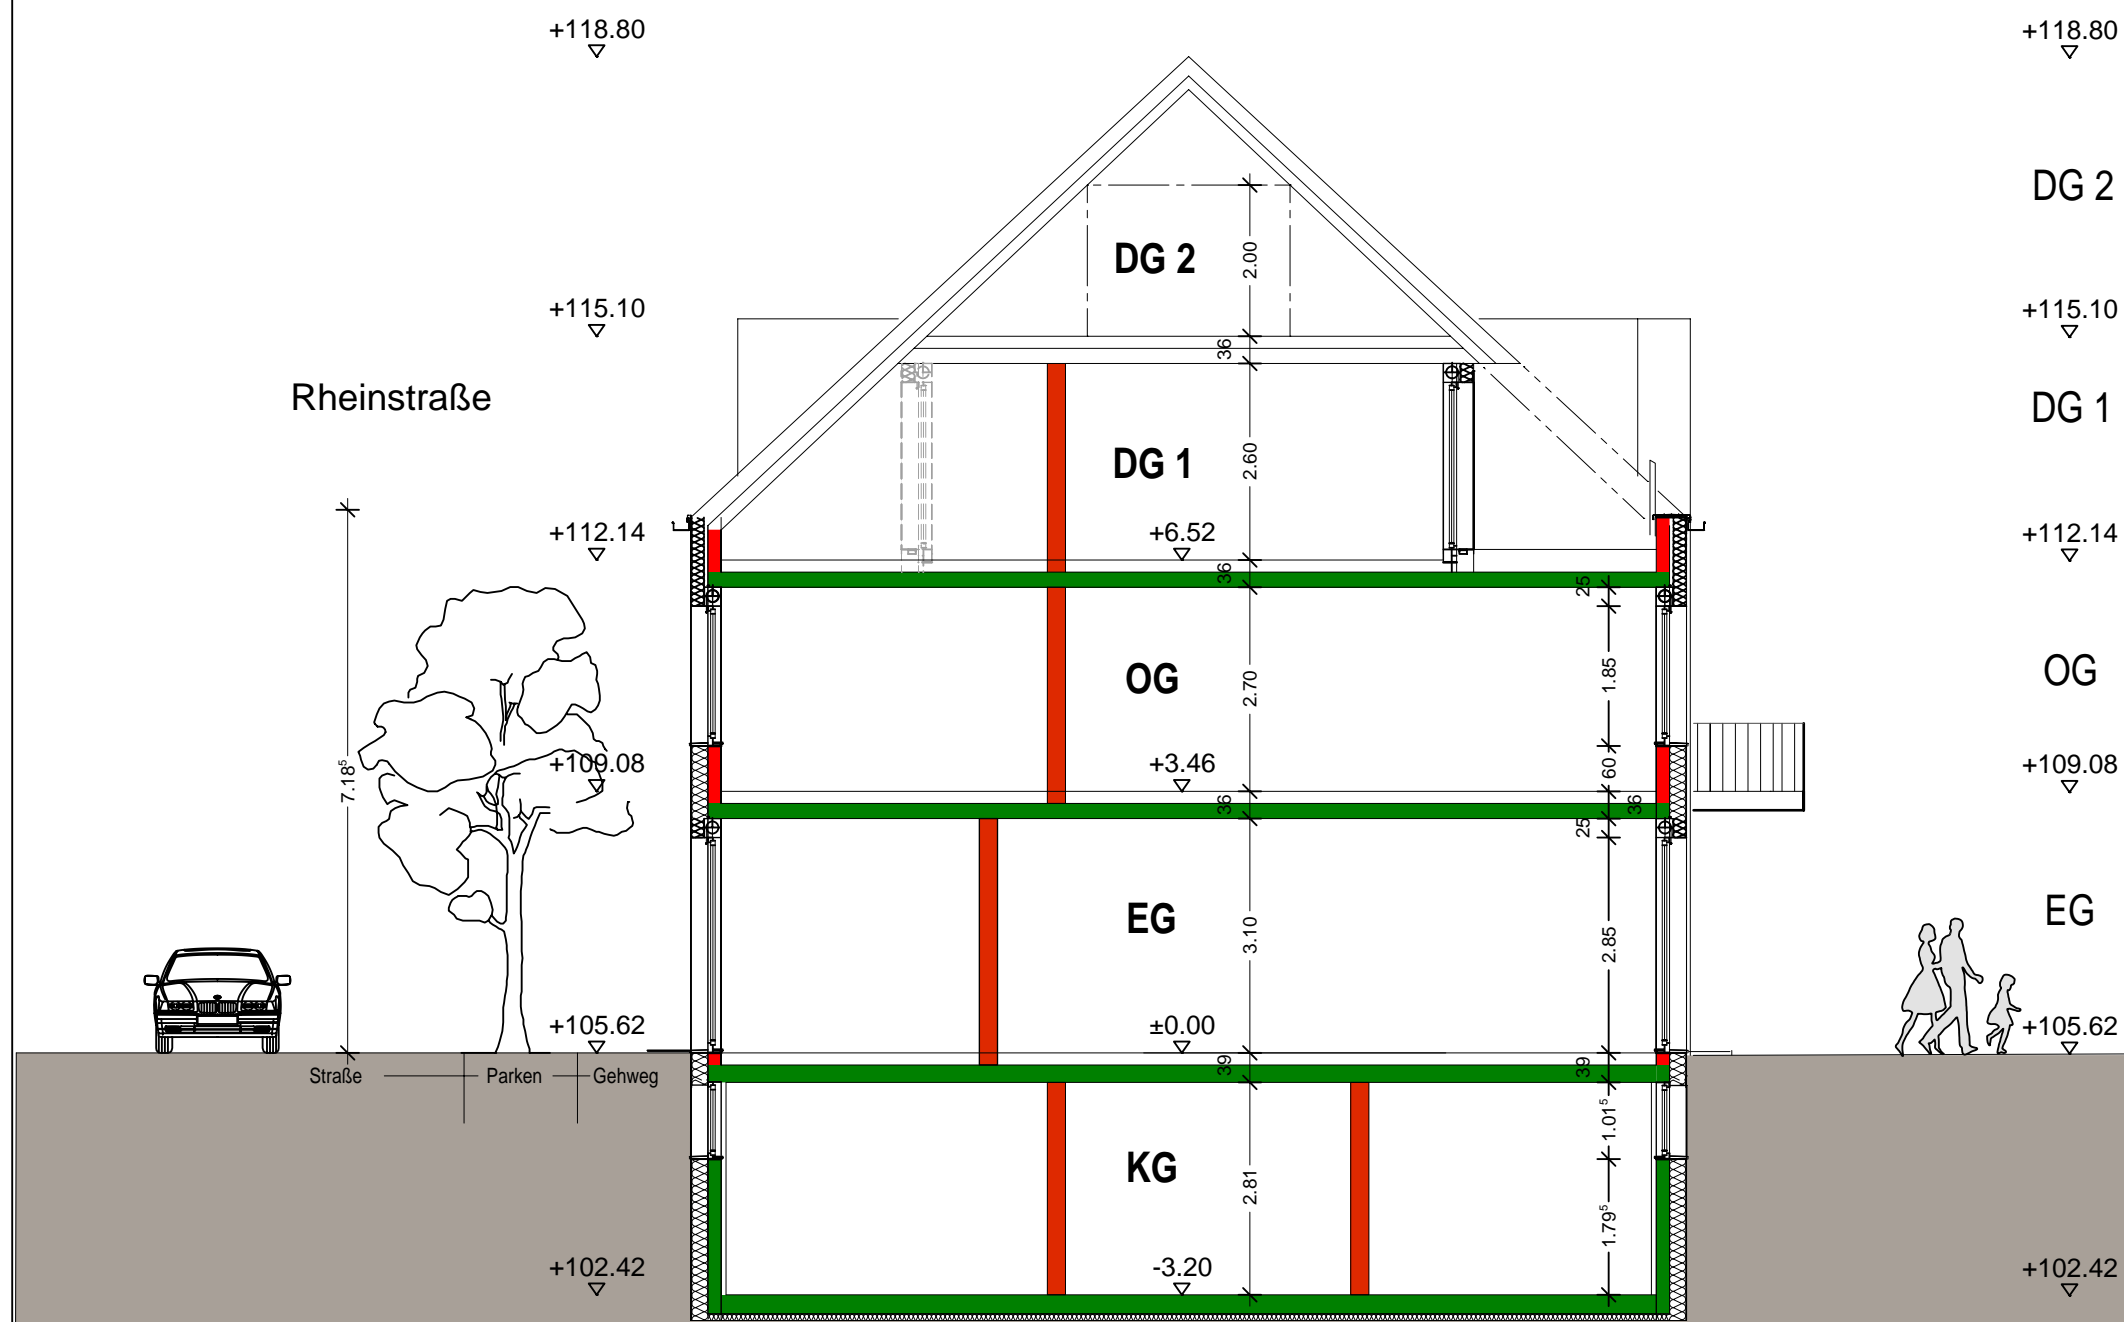 +118.80 +118.80
DG 2
DG 2
2.00
+115.10 +115.10
36
Rheinstraße
DG 1
DG 1
2.60
+112.14 +6.52 +112.14
36
25
OG
OG
2.70
1.85
7.18⁵
+109.08 +3.46 60 +109.08
36
36
25
EG
EG
3.10
2.85
+105.62 ±0.00 +105.62
Straße Parken Gehweg
39
39
1.01⁵
KG
2.81
1.79⁵
+102.42 -3.20 +102.42